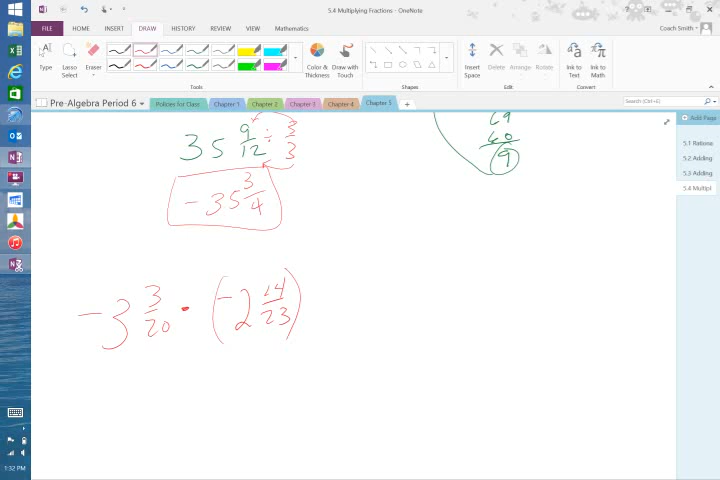 5.4 Multiplying Fractions - OneNote
Coach Smith
FILE HOME INSERT DRAW HISTORY REVIEW VIEW Mathematics
Type Lasso Select Eraser
Color & Thickness Draw with Touch
Insert Space Delete Arrange Rotate
Ink to Text Ink to Math
Tools Shapes Edit Convert
Pre-Algebra Period 6 Policies for Class Chapter 1 Chapter 2 Chapter 3 Chapter 4 Chapter 5 +
Search (Ctrl+E)
Add Page
5.1 Rationa
5.2 Adding
5.3 Adding
5.4 Multipl
35 9/12 ÷ 3/3
- 35 3/4
69
60
9
-3 3/20 · (-2 14/23)
1:32 PM